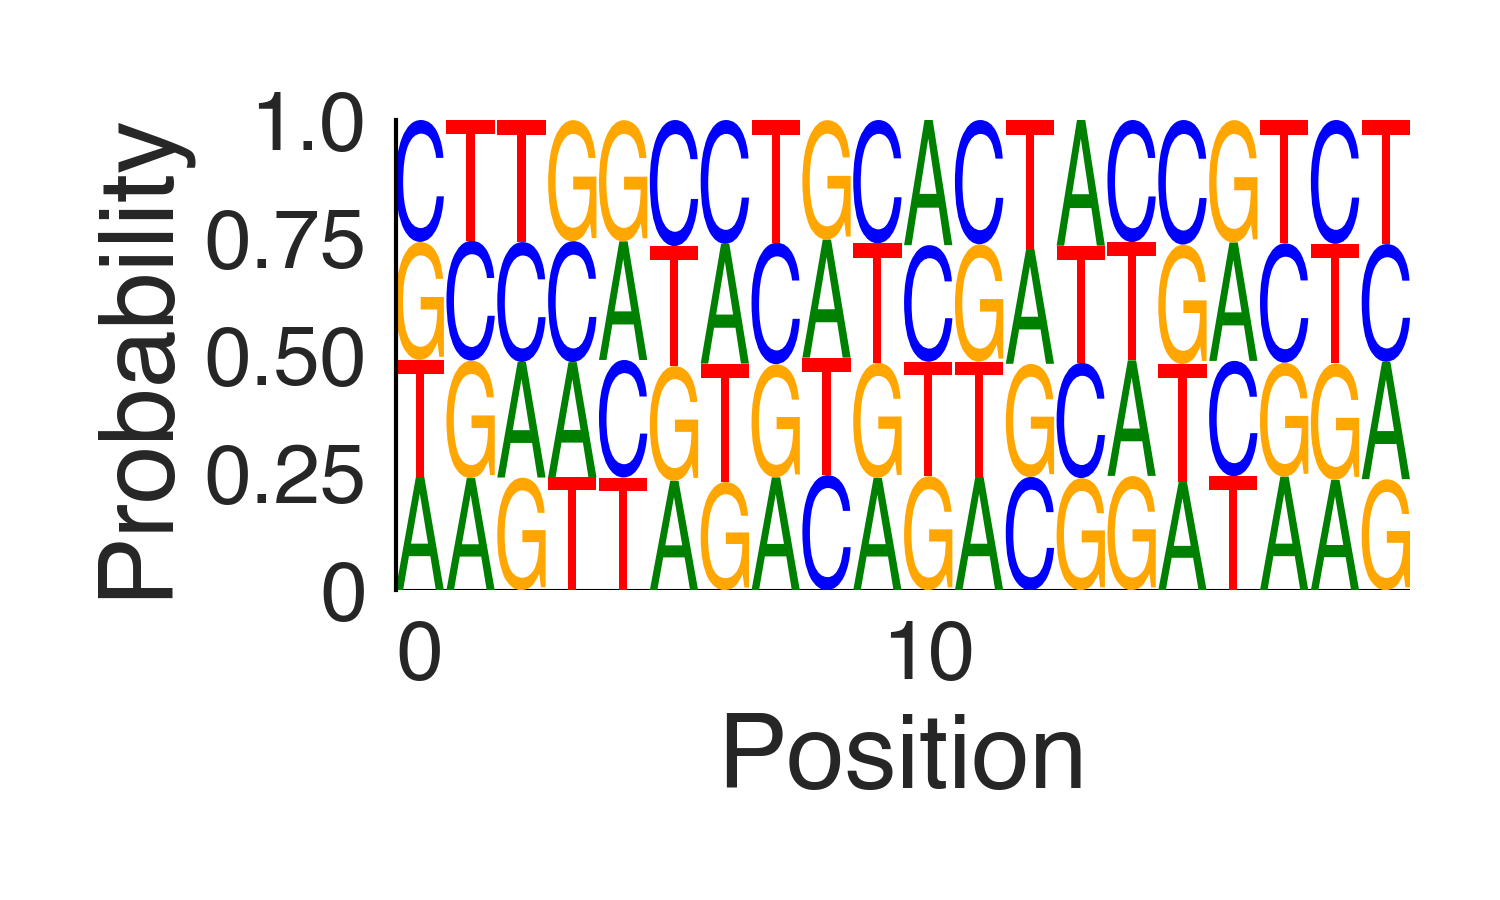 Probability
1.0
0.75
0.50
0.25
0
CTTGGCCTGCACTACCGTCT
GCCCATACATCGATTGACTC
TGAACGTGTGTTGCATCGGA
AAGTTAGACAGACGGATAAG
0 10
Position